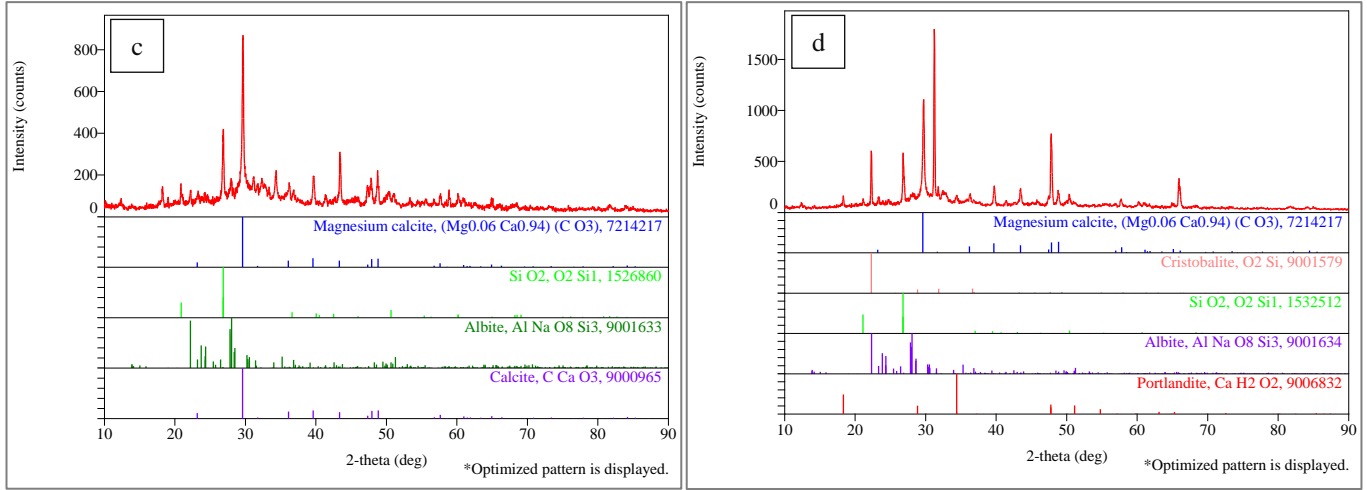 c
Intensity (counts)
800
600
400
200
0
Magnesium calcite, (Mg0.06 Ca0.94) (C O3), 7214217
Si O2, O2 Si1, 1526860
Albite, Al Na O8 Si3, 9001633
Calcite, C Ca O3, 9000965
10 20 30 40 50 60 70 80 90
2-theta (deg)
*Optimized pattern is displayed.
d
Intensity (counts)
1500
1000
500
0
Magnesium calcite, (Mg0.06 Ca0.94) (C O3), 7214217
Cristobalite, O2 Si, 9001579
Si O2, O2 Si1, 1532512
Albite, Al Na O8 Si3, 9001634
Portlandite, Ca H2 O2, 9006832
10 20 30 40 50 60 70 80 90
2-theta (deg)
*Optimized pattern is displayed.